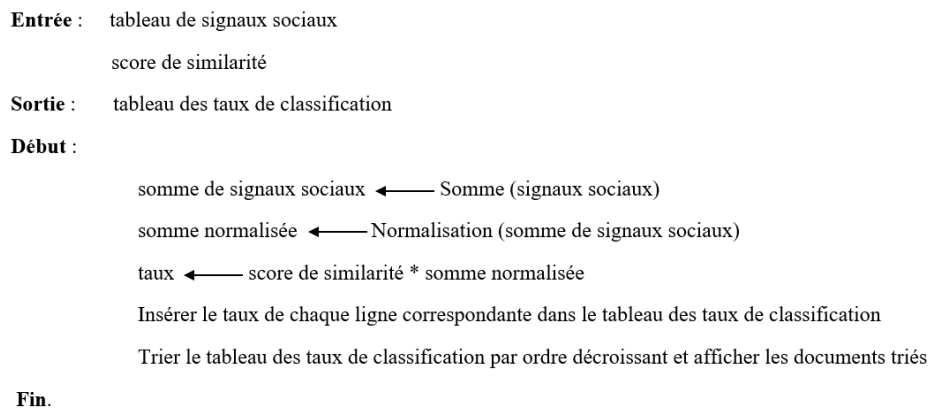 Entrée : tableau de signaux sociaux
score de similarité
Sortie : tableau des taux de classification
Début :
somme de signaux sociaux ← Somme (signaux sociaux)
somme normalisée ← Normalisation (somme de signaux sociaux)
taux ← score de similarité * somme normalisée
Insérer le taux de chaque ligne correspondante dans le tableau des taux de classification
Trier le tableau des taux de classification par ordre décroissant et afficher les documents triés
Fin.